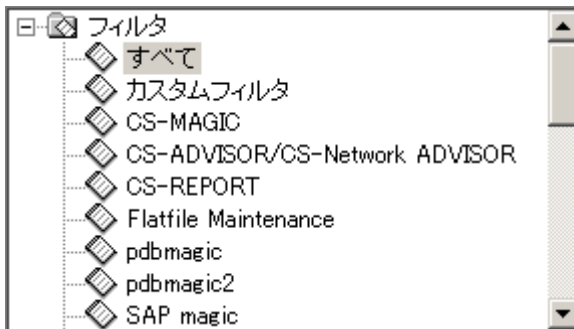 フィルタ
すべて
カスタムフィルタ
CS-MAGIC
CS-ADVISOR/CS-Network ADVISOR
CS-REPORT
Flatfile Maintenance
pdbmagic
pdbmagic2
SAP magic